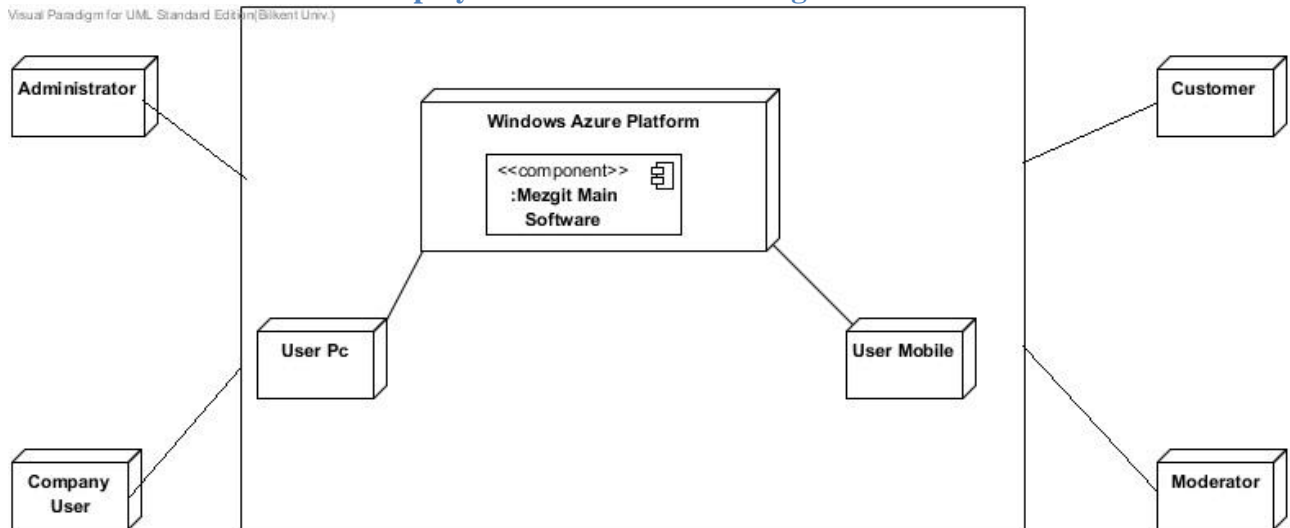 Visual Paradigm for UML Standard Edition(Bilkent Univ.)
Administrator
Customer
Windows Azure Platform
<<component>>
:Mezgit Main
Software
User Pc
User Mobile
Company
User
Moderator